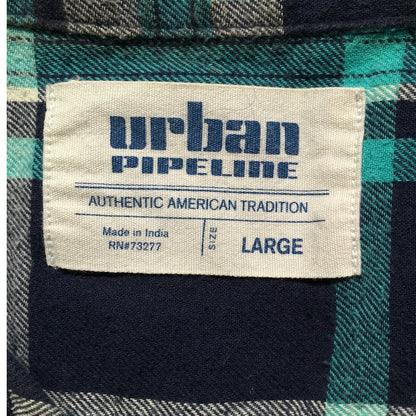 urban
PIPELINE
AUTHENTIC AMERICAN TRADITION
Made in India
RN#73277
SIZE
LARGE